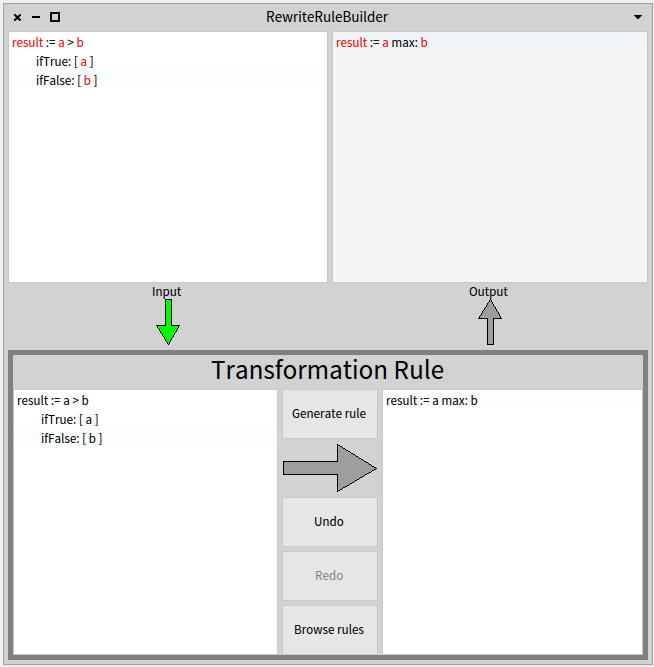 RewriteRuleBuilder
result := a > b
ifTrue: [ a ]
ifFalse: [ b ]
result := a max: b
Input
Output
Transformation Rule
result := a > b
ifTrue: [ a ]
ifFalse: [ b ]
Generate rule
Undo
Redo
Browse rules
result := a max: b